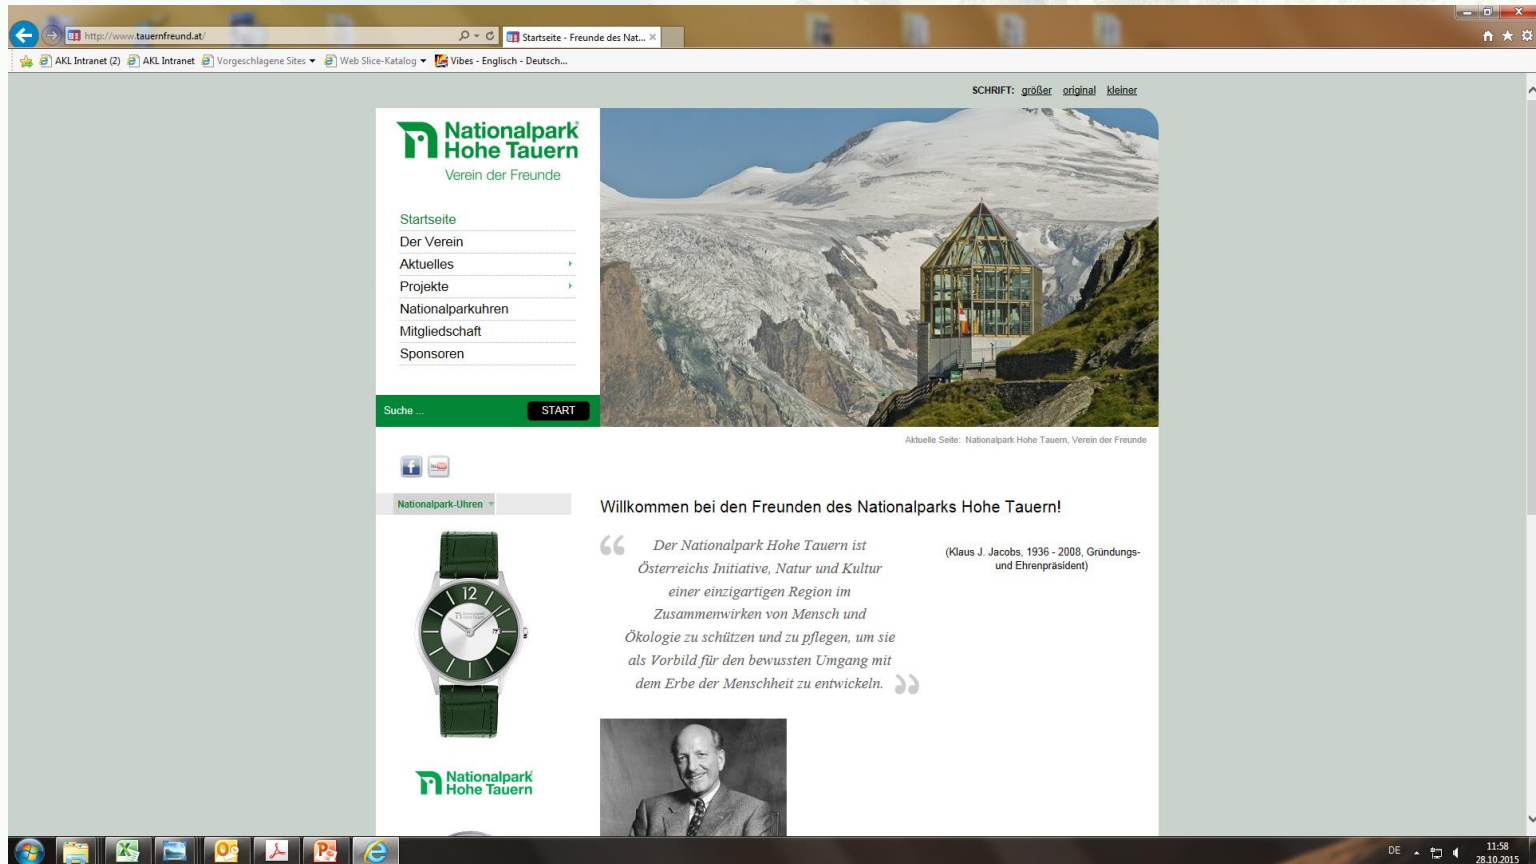 http://www.tauernfreund.at/
Startseite - Freunde des Nat...
AKL Intranet (2) AKL Intranet Vorgeschlagene Sites Web Slice-Katalog Vibes - Englisch - Deutsch...
SCHRIFT: größer original kleiner
Nationalpark
Hohe Tauern
Verein der Freunde
Startseite
Der Verein
Aktuelles
Projekte
Nationalparkuhren
Mitgliedschaft
Sponsoren
Suche ... START
Aktuelle Seite: Nationalpark Hohe Tauern, Verein der Freunde
Nationalpark-Uhren
12
Willkommen bei den Freunden des Nationalparks Hohe Tauern!
Der Nationalpark Hohe Tauern ist
Österreichs Initiative, Natur und Kultur
einer einzigartigen Region im
Zusammenwirken von Mensch und
Ökologie zu schützen und zu pflegen, um sie
als Vorbild für den bewussten Umgang mit
dem Erbe der Menschheit zu entwickeln.
(Klaus J. Jacobs, 1936 - 2008, Gründungs-
und Ehrenpräsident)
Nationalpark
Hohe Tauern
DE
11:58
28.10.2015